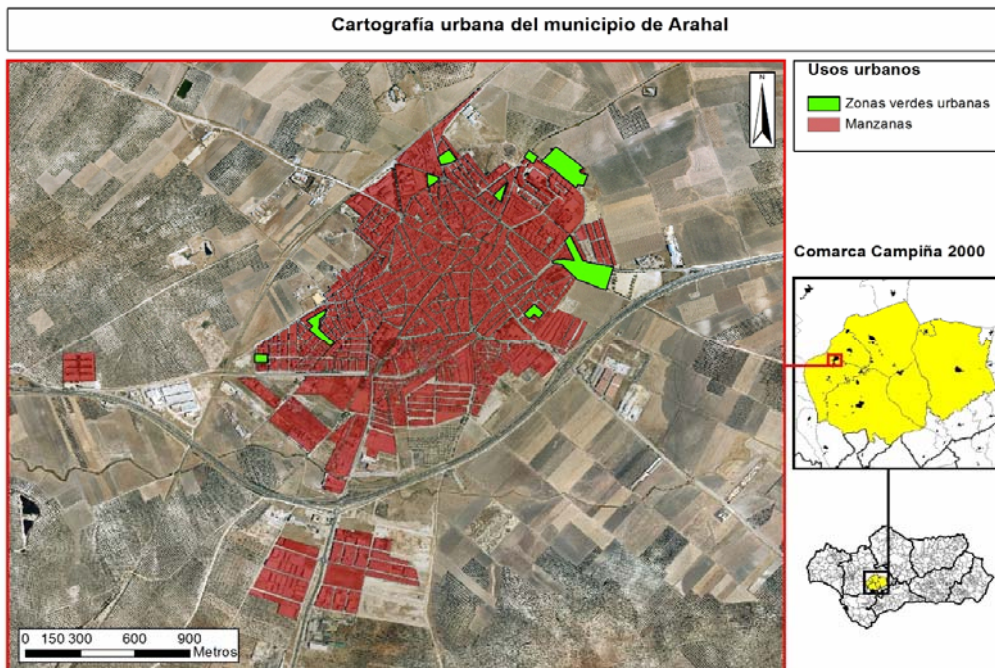 Cartografía urbana del municipio de Arahal
Usos urbanos
Zonas verdes urbanas
Manzanas
N
Comarca Campiña 2000
0 150 300 600 900
Metros